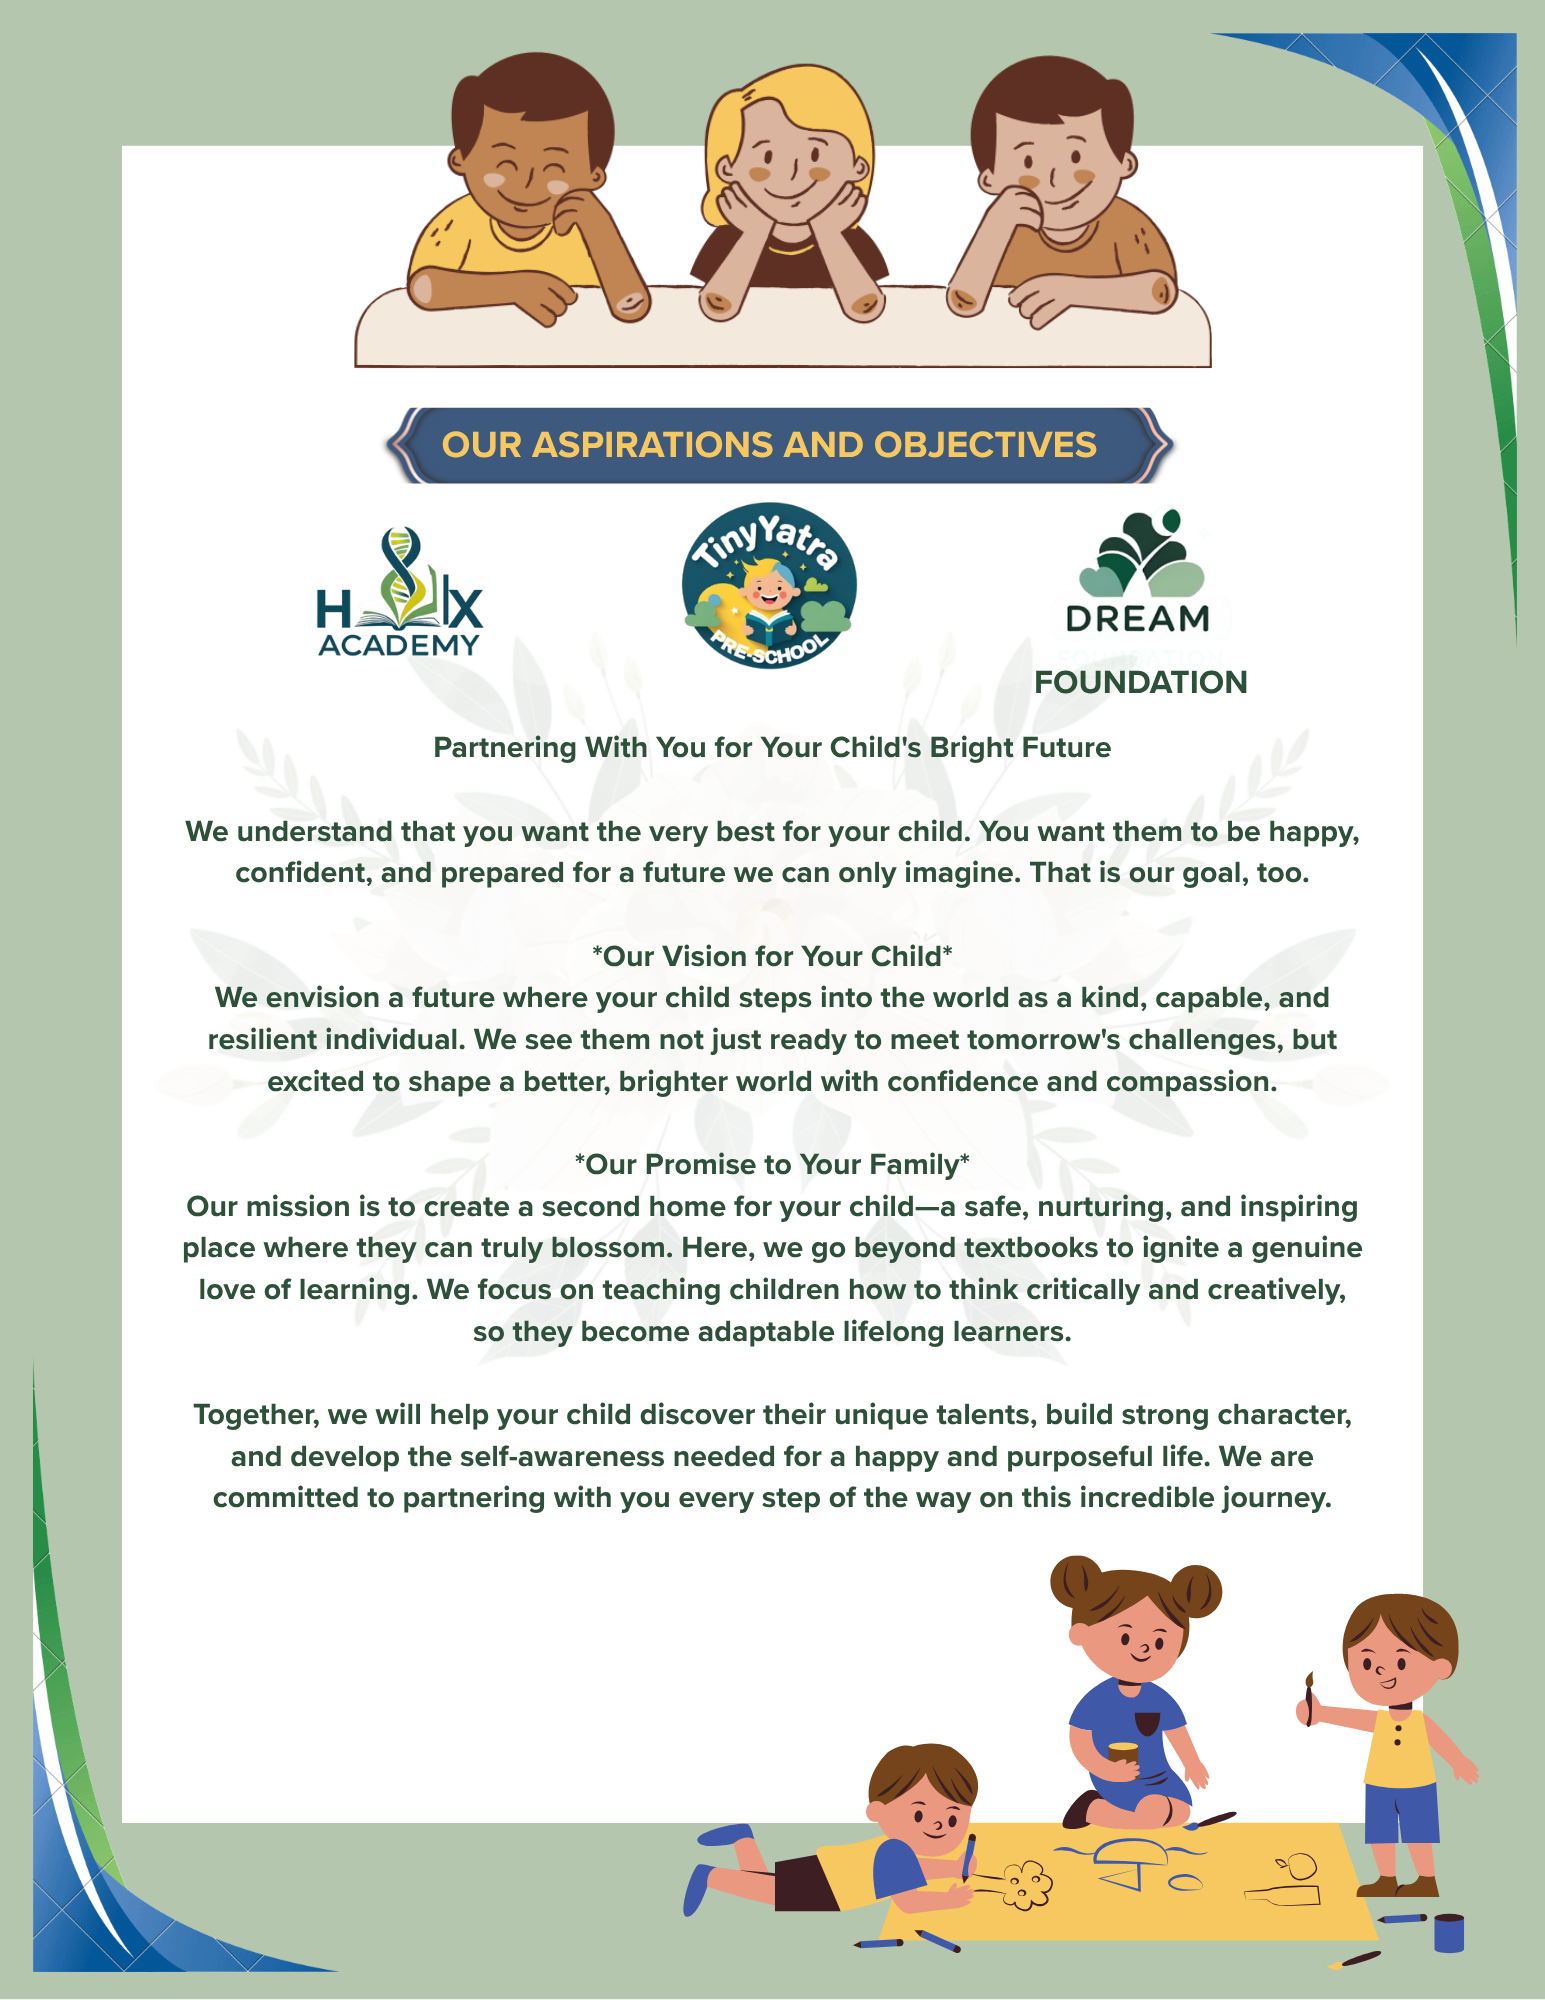 OUR ASPIRATIONS AND OBJECTIVES
H IX
ACADEMY
TinyYatra
PRE-SCHOOL
DREAM
FOUNDATION
FOUNDATION
Partnering With You for Your Child's Bright Future
We understand that you want the very best for your child. You want them to be happy,
confident, and prepared for a future we can only imagine. That is our goal, too.
*Our Vision for Your Child*
We envision a future where your child steps into the world as a kind, capable, and
resilient individual. We see them not just ready to meet tomorrow's challenges, but
excited to shape a better, brighter world with confidence and compassion.
*Our Promise to Your Family*
Our mission is to create a second home for your child—a safe, nurturing, and inspiring
place where they can truly blossom. Here, we go beyond textbooks to ignite a genuine
love of learning. We focus on teaching children how to think critically and creatively,
so they become adaptable lifelong learners.
Together, we will help your child discover their unique talents, build strong character,
and develop the self-awareness needed for a happy and purposeful life. We are
committed to partnering with you every step of the way on this incredible journey.